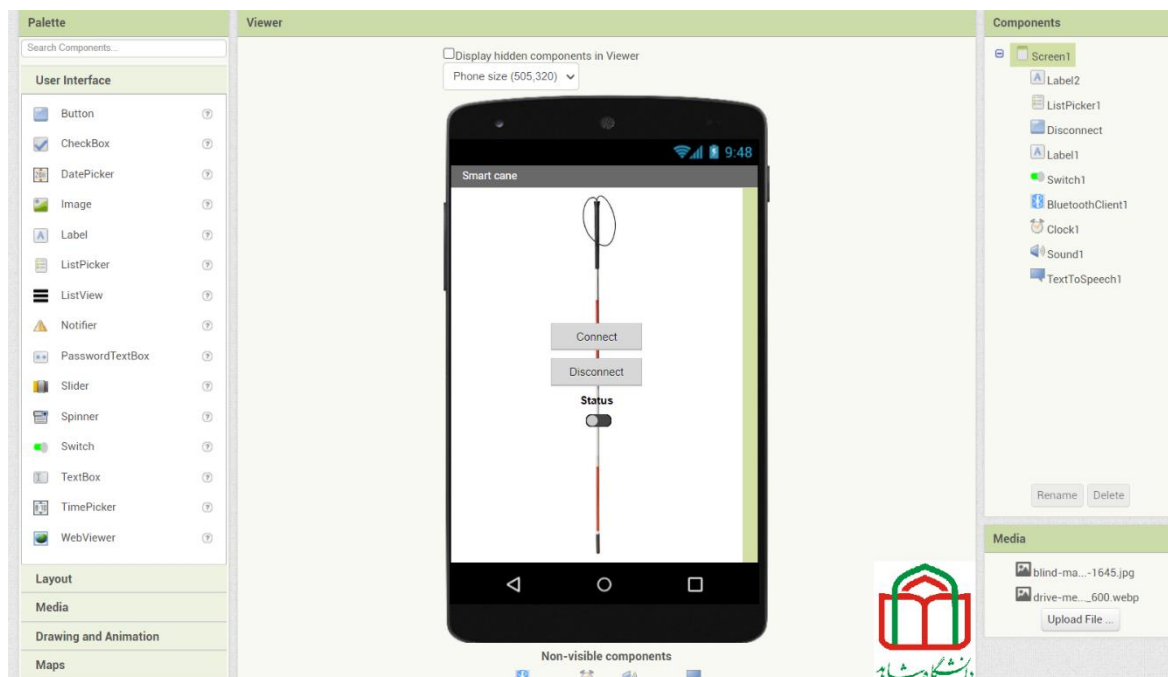 Palette
Search Components...
User Interface
Button
CheckBox
DatePicker
Image
Label
ListPicker
ListView
Notifier
PasswordTextBox
Slider
Spinner
Switch
TextBox
TimePicker
WebViewer
Layout
Media
Drawing and Animation
Maps
Viewer
Display hidden components in Viewer
Phone size (505,320)
9:48
Smart cane
Connect
Disconnect
Status
Non-visible components
دانشگاه شاهد
Components
Screen1
Label2
ListPicker1
Disconnect
Label1
Switch1
BluetoothClient1
Clock1
Sound1
TextToSpeech1
Rename Delete
Media
blind-ma...-1645.jpg
drive-me..._600.webp
Upload File ...